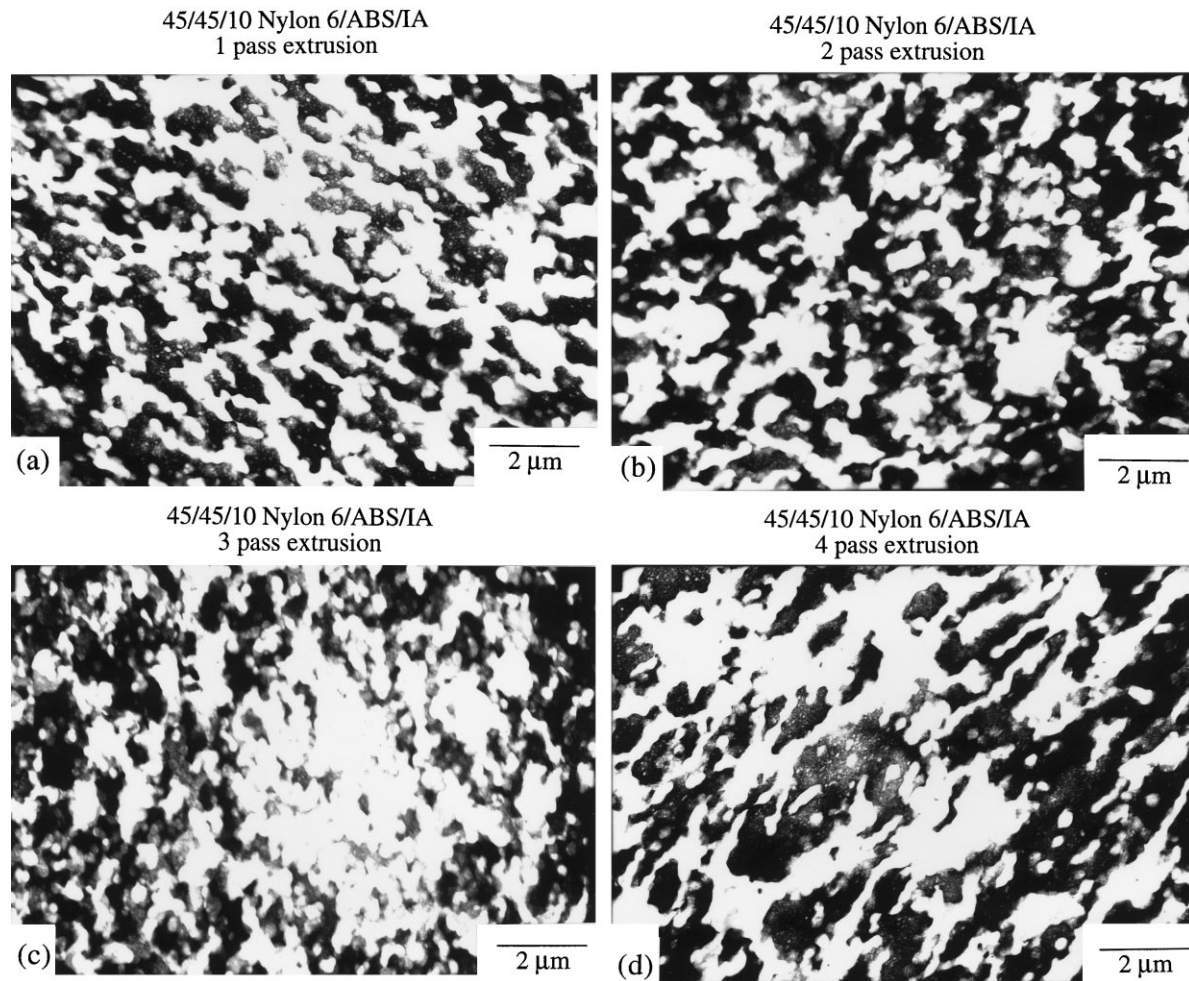 45/45/10 Nylon 6/ABS/IA
1 pass extrusion
45/45/10 Nylon 6/ABS/IA
2 pass extrusion
(a)
2 μm
(b)
2 μm
45/45/10 Nylon 6/ABS/IA
3 pass extrusion
45/45/10 Nylon 6/ABS/IA
4 pass extrusion
(c)
2 μm
(d)
2 μm